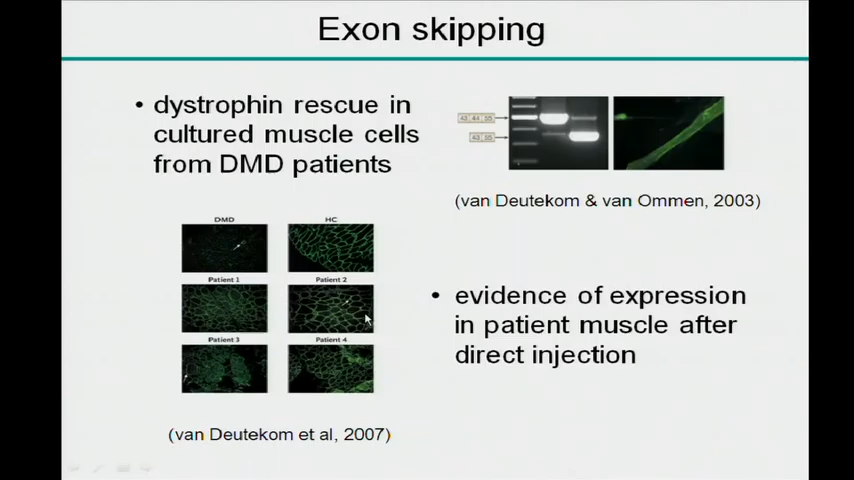 Exon skipping
• dystrophin rescue in
cultured muscle cells
from DMD patients
43 44 55
43 55
(van Deutekom & van Ommen, 2003)
DMD HC
Patient 1 Patient 2
Patient 3 Patient 4
(van Deutekom et al, 2007)
• evidence of expression
in patient muscle after
direct injection